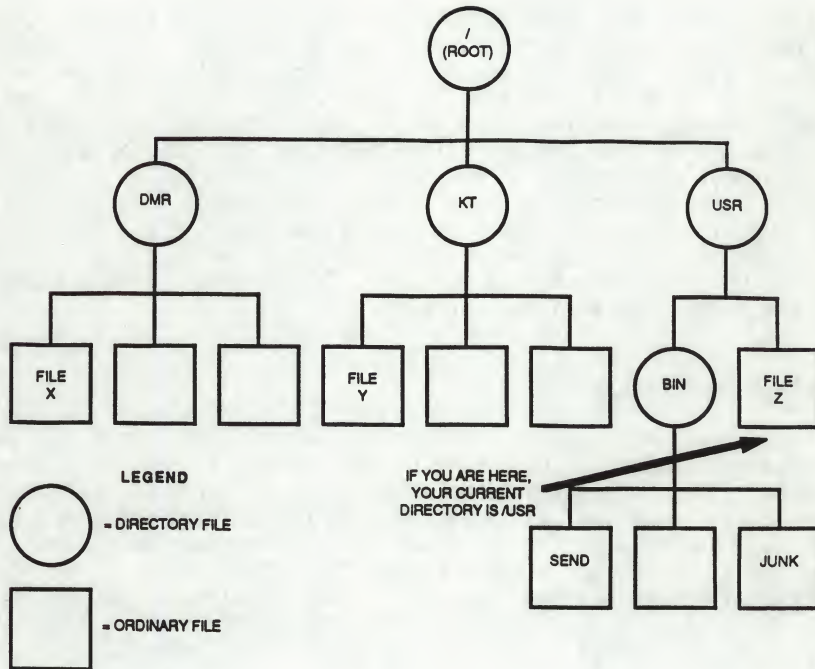 /
(ROOT)
DMR
KT
USR
FILE
X
FILE
Y
BIN
FILE
Z
LEGEND
= DIRECTORY FILE
= ORDINARY FILE
IF YOU ARE HERE,
YOUR CURRENT
DIRECTORY IS /USR
SEND
JUNK